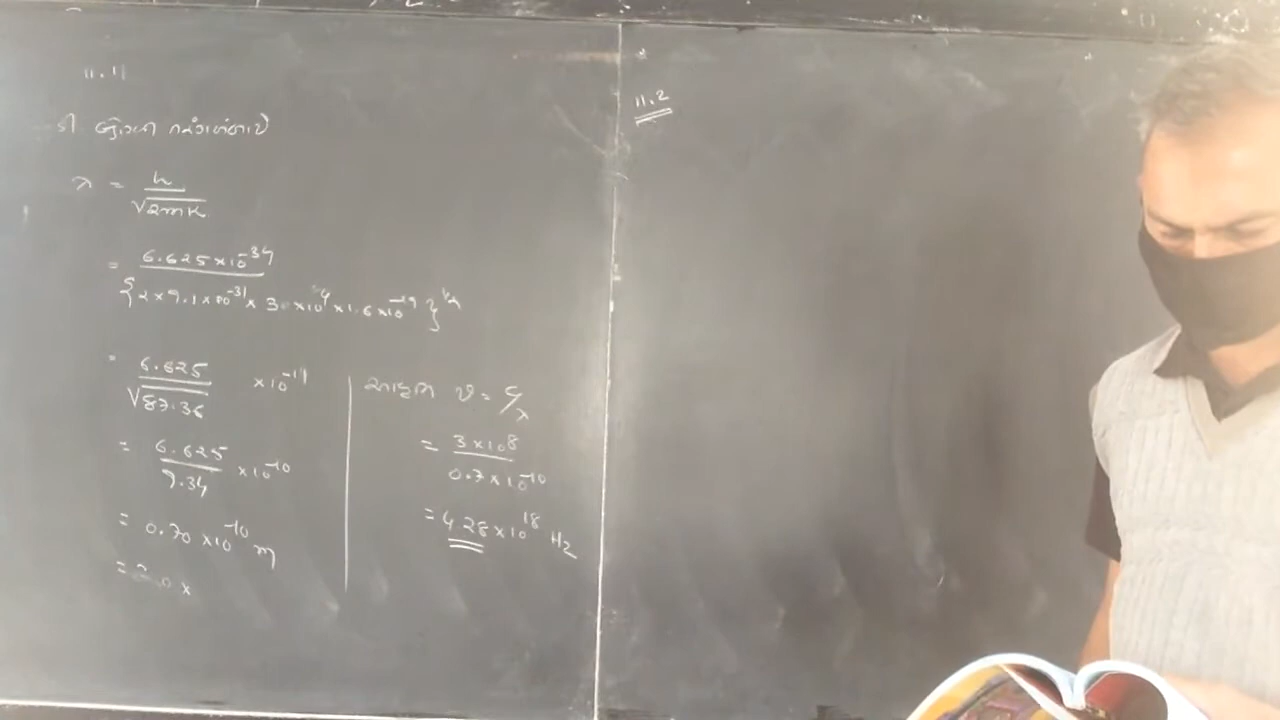 11.1
λ = h / √2mK
= 6.625×10⁻³⁴ / {2×9.1×10⁻³¹×30×10⁴×1.6×10⁻¹⁹}^½
= 6.625 / √87.36 ×10⁻¹¹
= 6.625 / 9.34 ×10⁻¹⁰
= 0.70 ×10⁻¹⁰ m
ν = c/λ
= 3×10⁸ / 0.7×10⁻¹⁰
= 4.28×10¹⁸ Hz
11.2